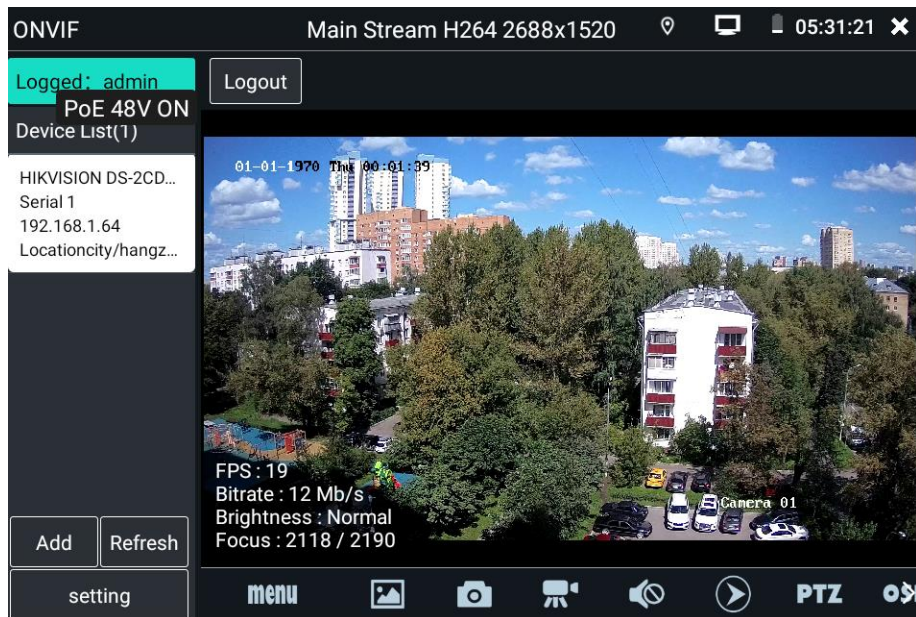 ONVIF
Main Stream H264 2688x1520
05:31:21
Logged: admin
Logout
PoE 48V ON
Device List(1)
HIKVISION DS-2CD...
Serial 1
192.168.1.64
Locationcity/hangz...
01-01-1970 Thu 00:01:39
FPS : 19
Bitrate : 12 Mb/s
Brightness : Normal
Focus : 2118 / 2190
Camera 01
Add
Refresh
setting
menu
PTZ